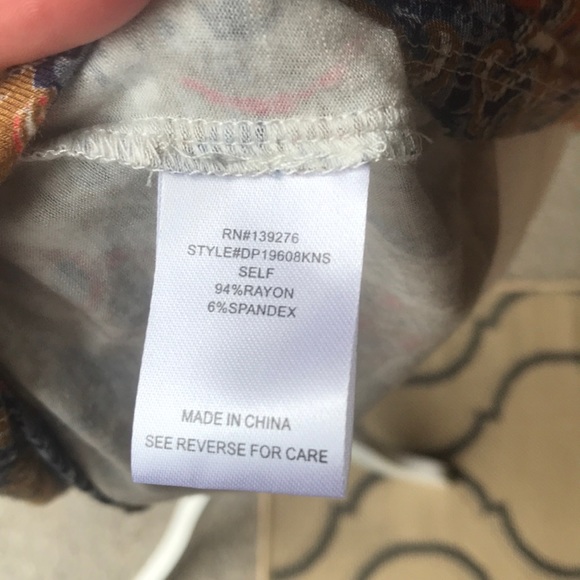 RN#139276
STYLE#DP19608KNS
SELF
94%RAYON
6%SPANDEX
MADE IN CHINA
SEE REVERSE FOR CARE